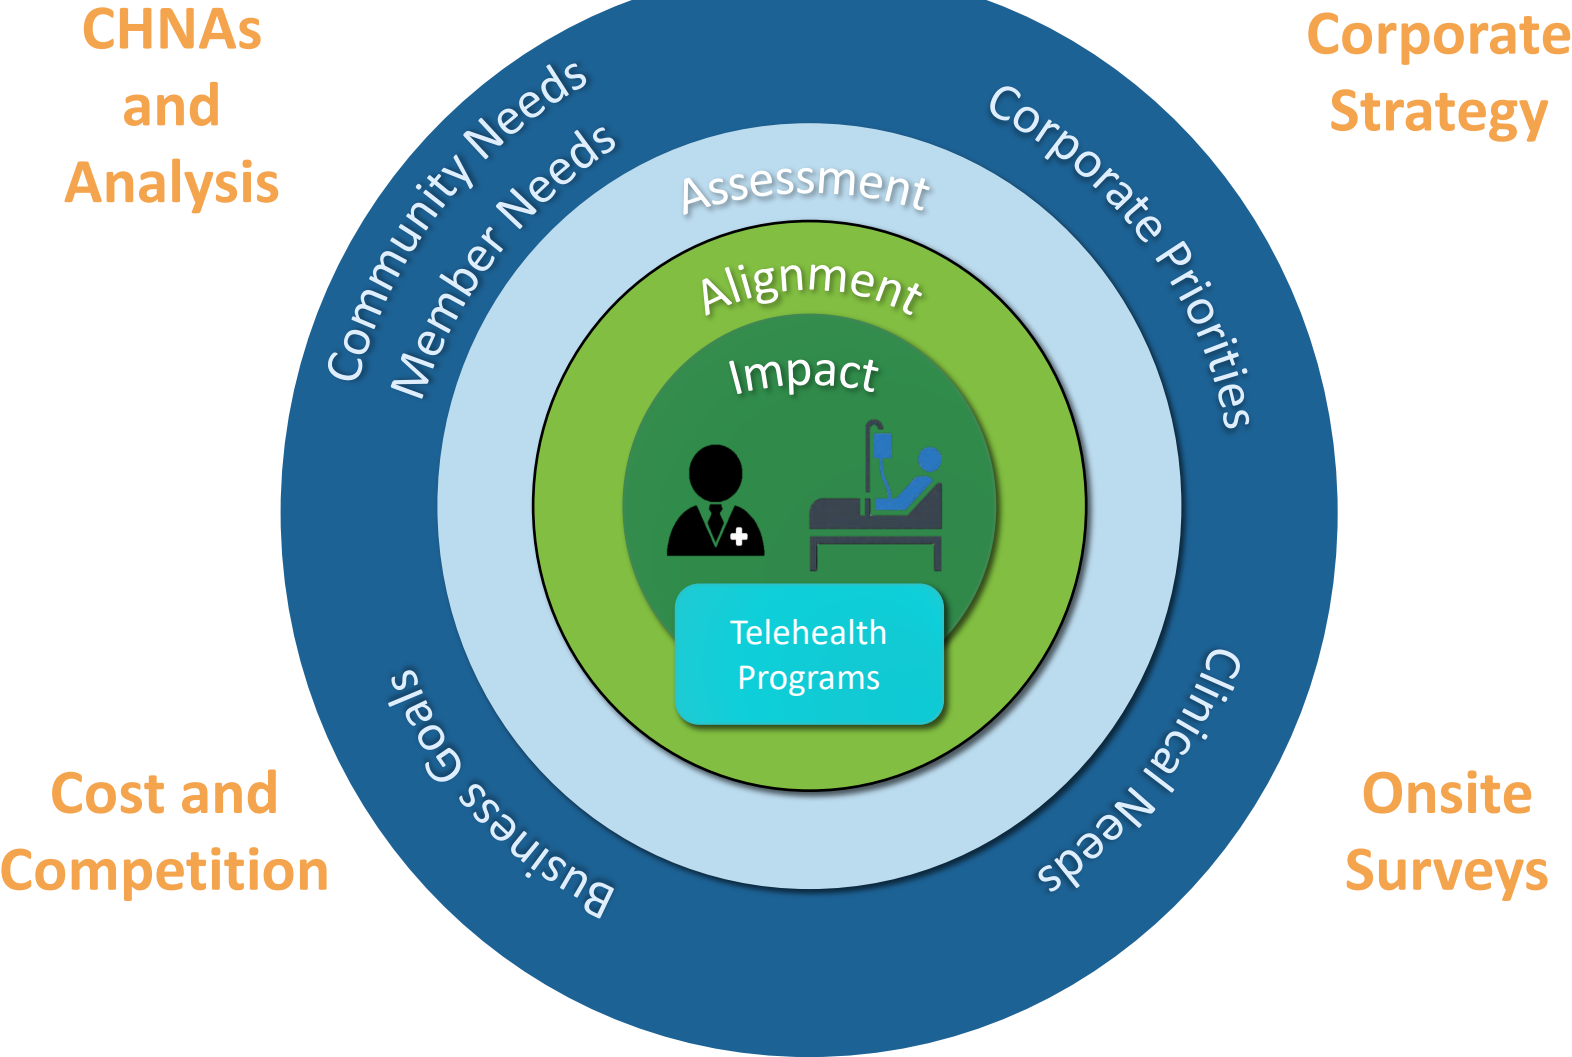 CHNAs
and
Analysis
Corporate
Strategy
Community Needs
Member Needs
Corporate Priorities
Assessment
Alignment
Impact
Telehealth
Programs
Business Goals
Clinical Needs
Cost and
Competition
Onsite
Surveys